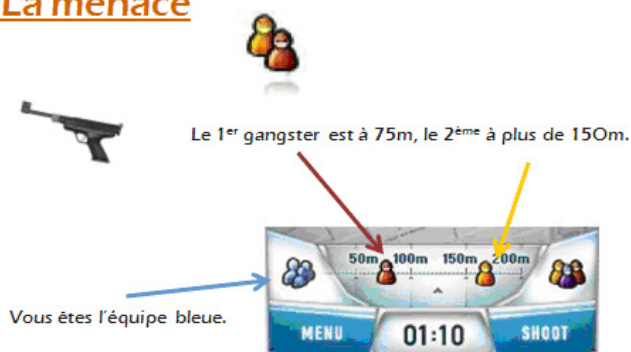 La menace
Le 1er gangster est à 75m, le 2ème à plus de 150m.
50m 100m 150m 200m
Vous êtes l'équipe bleue.
MENU 01:10 SHOOT